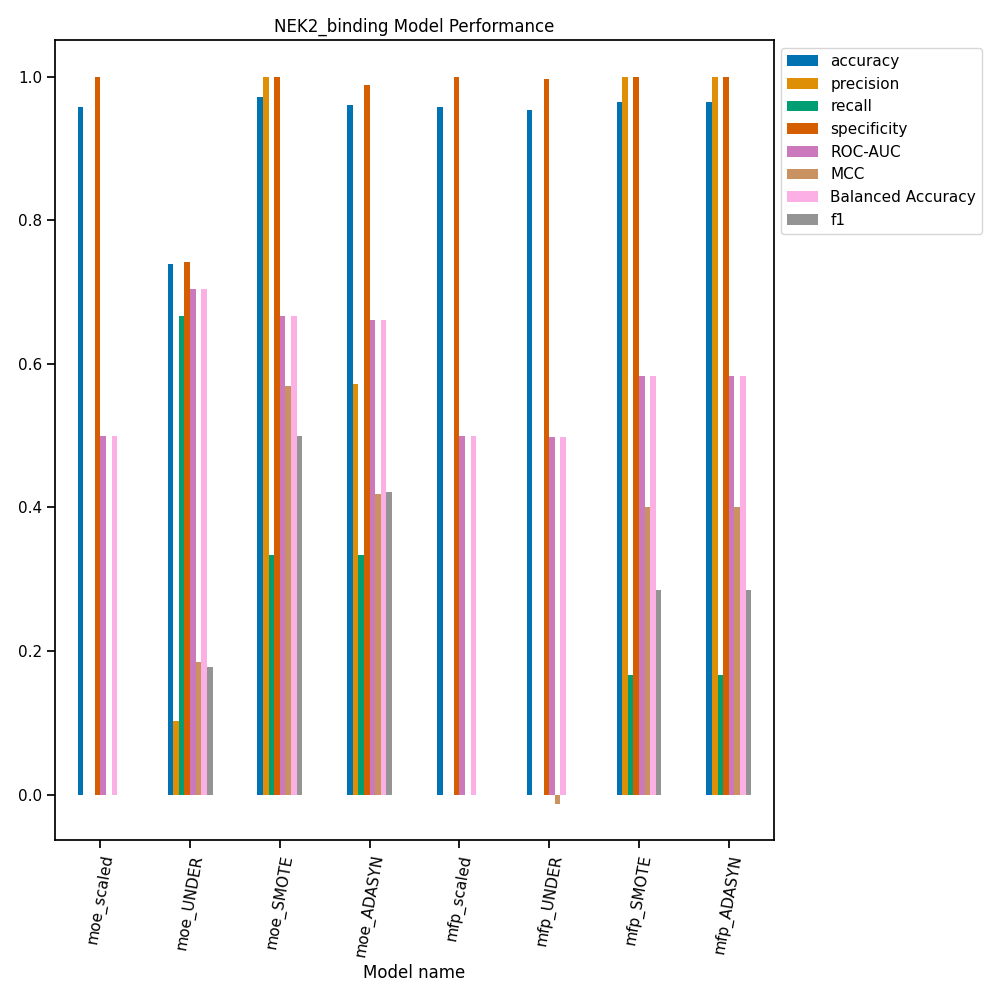 NEK2_binding Model Performance
accuracy
precision
recall
specificity
ROC-AUC
MCC
Balanced Accuracy
f1
1.0
0.8
0.6
0.4
0.2
0.0
moe_scaled
moe_UNDER
moe_SMOTE
moe_ADASYN
mfp_scaled
mfp_UNDER
mfp_SMOTE
mfp_ADASYN
Model name